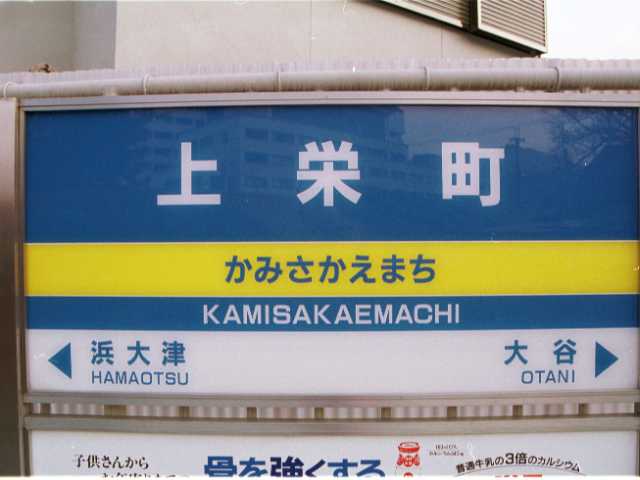 上栄町
かみさかえまち
KAMISAKAEMACHI
浜大津 大谷
HAMAOTSU OTANI
子供さんから
骨を強くする
普通牛乳の3倍のカルシウム